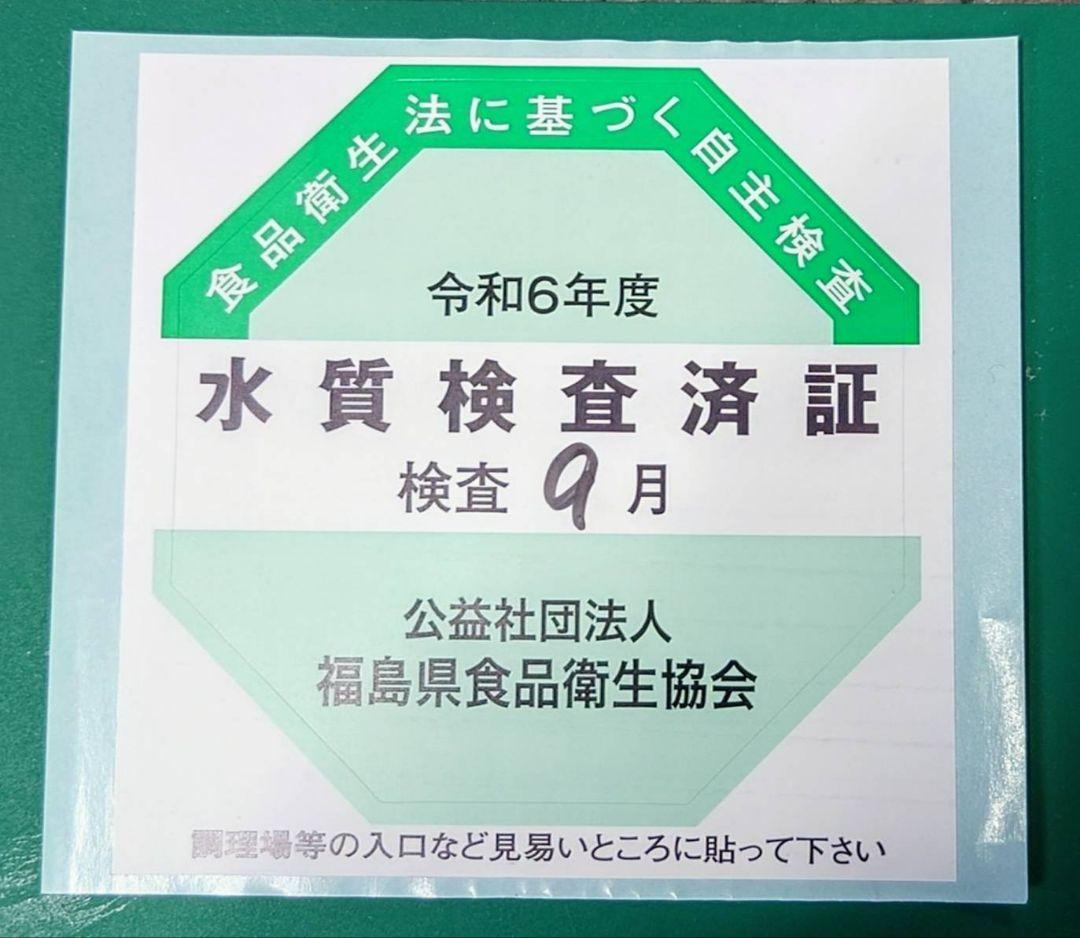 食品衛生法に基づく自主検査
令和6年度
水質検査済証
検査 9 月
公益社団法人
福島県食品衛生協会
調理場等の入口など見易いところに貼って下さい